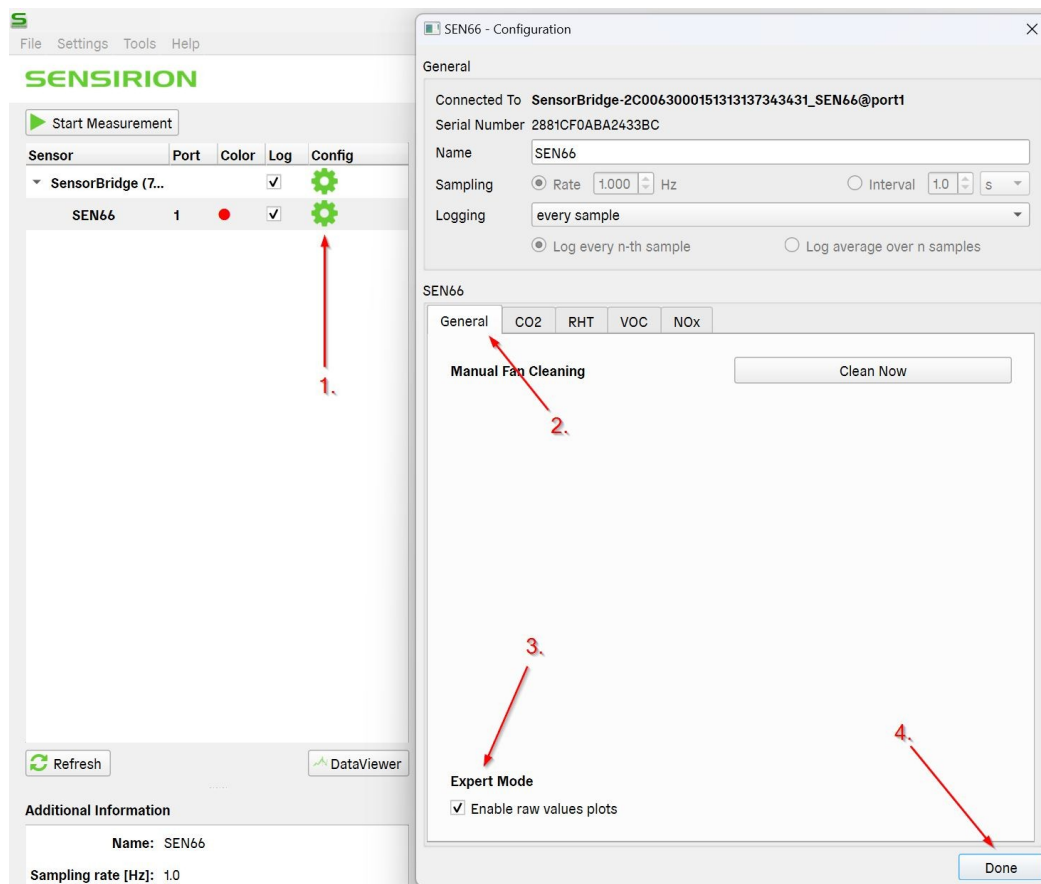 File Settings Tools Help
SENSIRION
Start Measurement
Sensor Port Color Log Config
SensorBridge (7...
SEN66 1
1.
Refresh
DataViewer
Additional Information
Name: SEN66
Sampling rate [Hz]: 1.0
SEN66 - Configuration
General
Connected To SensorBridge-2C0063000151313137343431_SEN66@port1
Serial Number 2881CF0ABA2433BC
Name SEN66
Sampling Rate 1.000 Hz Interval 1.0 s
Logging every sample
Log every n-th sample Log average over n samples
SEN66
General CO2 RHT VOC NOx
Manual Fan Cleaning Clean Now
2.
3.
4.
Expert Mode
Enable raw values plots
Done